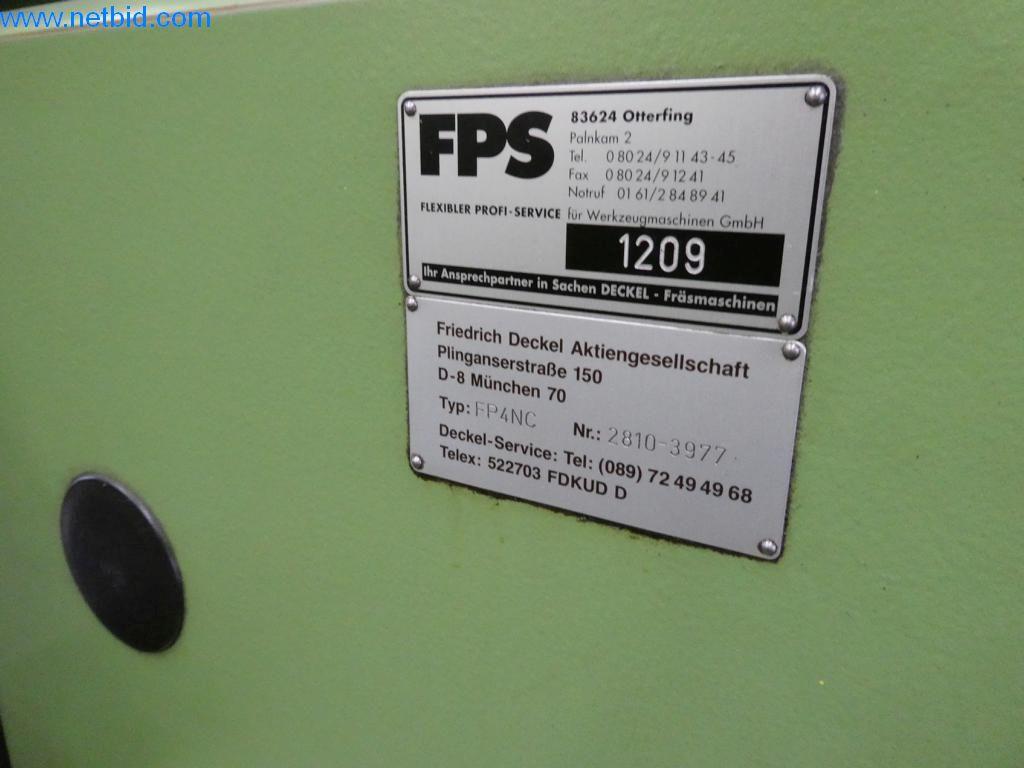 www.netbid.com
FPS
83624 Otterfing
Palnkam 2
Tel. 0 80 24/9 11 43-45
Fax 0 80 24/9 12 41
Notruf 01 61/2 84 89 41
FLEXIBLER PROFI-SERVICE für Werkzeugmaschinen GmbH
1209
Ihr Ansprechpartner in Sachen DECKEL - Fräsmaschinen
Friedrich Deckel Aktiengesellschaft
Plinganserstraße 150
D-8 München 70
Typ: FP4NC Nr.: 2810-3977
Deckel-Service: Tel: (089) 72 49 49 68
Telex: 522703 FDKUD D